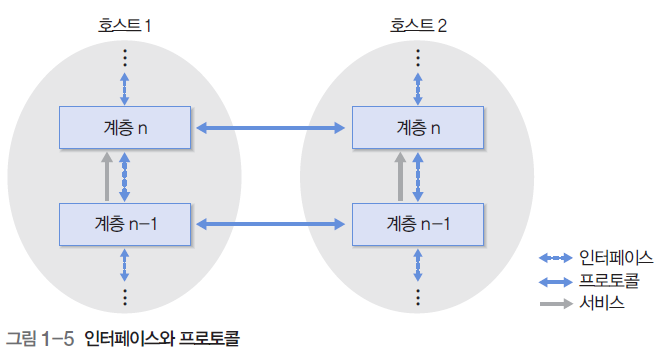 호스트 1
호스트 2
계층 n
계층 n
계층 n-1
계층 n-1
인터페이스
프로토콜
서비스
그림 1-5 인터페이스와 프로토콜